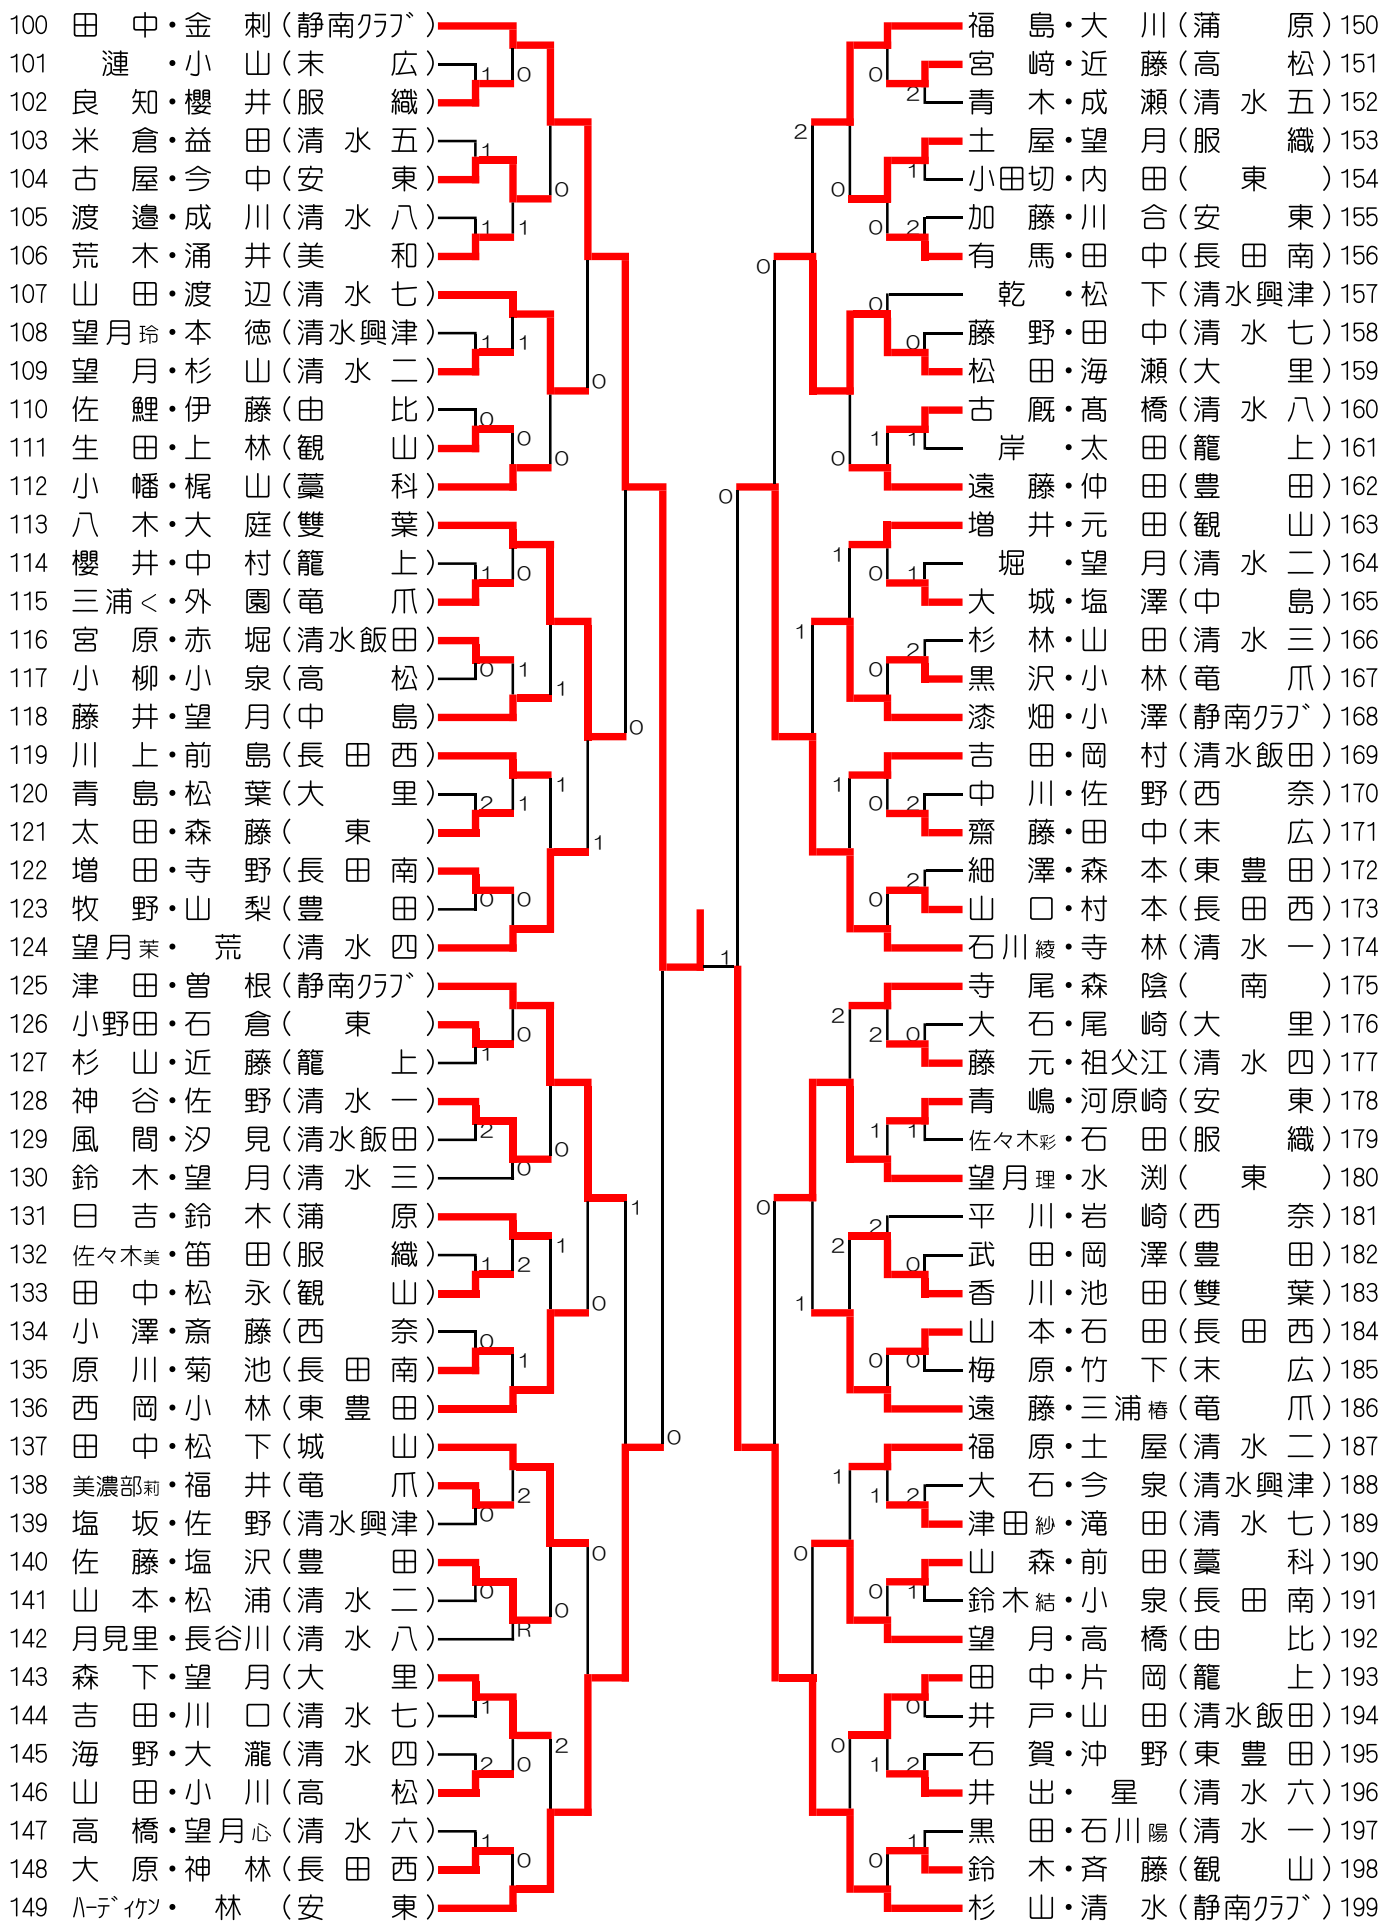 100 田中・金刺(静南クラブ)
101 漣・小山(末広)
102 良知・櫻井(服織)
103 米倉・益田(清水五)
104 古屋・今中(安東)
105 渡邉・成川(清水八)
106 荒木・涌井(美和)
107 山田・渡辺(清水七)
108 望月玲・本徳(清水興津)
109 望月・杉山(清水二)
110 佐鯉・伊藤(由比)
111 生田・上林(観山)
112 小幡・梶山(藁科)
113 八木・大庭(雙葉)
114 櫻井・中村(籠上)
115 三浦く・外園(竜爪)
116 宮原・赤堀(清水飯田)
117 小柳・小泉(高松)
118 藤井・望月(中島)
119 川上・前島(長田西)
120 青島・松葉(大里)
121 太田・森藤(東)
122 増田・寺野(長田南)
123 牧野・山梨(豊田)
124 望月茉・荒(清水四)
125 津田・曽根(静南クラブ)
126 小野田・石倉(東)
127 杉山・近藤(籠上)
128 神谷・佐野(清水一)
129 風間・汐見(清水飯田)
130 鈴木・望月(清水三)
131 日吉・鈴木(蒲原)
132 佐々木美・笛田(服織)
133 田中・松永(観山)
134 小澤・斎藤(西奈)
135 原川・菊池(長田南)
136 西岡・小林(東豊田)
137 田中・松下(城山)
138 美濃部莉・福井(竜爪)
139 塩坂・佐野(清水興津)
140 佐藤・塩沢(豊田)
141 山本・松浦(清水二)
142 月見里・長谷川(清水八)
143 森下・望月(大里)
144 吉田・川口(清水七)
145 海野・大瀧(清水四)
146 山田・小川(高松)
147 高橋・望月心(清水六)
148 大原・神林(長田西)
149 ハーディケン・林(安東)
福島・大川(蒲原)150
宮﨑・近藤(高松)151
青木・成瀬(清水五)152
土屋・望月(服織)153
小田切・内田(東)154
加藤・川合(安東)155
有馬・田中(長田南)156
乾・松下(清水興津)157
藤野・田中(清水七)158
松田・海瀬(大里)159
古厩・髙橋(清水八)160
岸・太田(籠上)161
遠藤・仲田(豊田)162
増井・元田(観山)163
堀・望月(清水二)164
大城・塩澤(中島)165
杉林・山田(清水三)166
黒沢・小林(竜爪)167
漆畑・小澤(静南クラブ)168
吉田・岡村(清水飯田)169
中川・佐野(西奈)170
齋藤・田中(末広)171
細澤・森本(東豊田)172
山口・村本(長田西)173
石川綾・寺林(清水一)174
寺尾・森陰(南)175
大石・尾崎(大里)176
藤元・祖父江(清水四)177
青嶋・河原崎(安東)178
佐々木彩・石田(服織)179
望月理・水渕(東)180
平川・岩崎(西奈)181
武田・岡澤(豊田)182
香川・池田(雙葉)183
山本・石田(長田西)184
梅原・竹下(末広)185
遠藤・三浦椿(竜爪)186
福原・土屋(清水二)187
大石・今泉(清水興津)188
津田紗・滝田(清水七)189
山森・前田(藁科)190
鈴木結・小泉(長田南)191
望月・高橋(由比)192
田中・片岡(籠上)193
井戸・山田(清水飯田)194
石賀・沖野(東豊田)195
井出・星(清水六)196
黒田・石川陽(清水一)197
鈴木・斉藤(観山)198
杉山・清水(静南クラブ)199